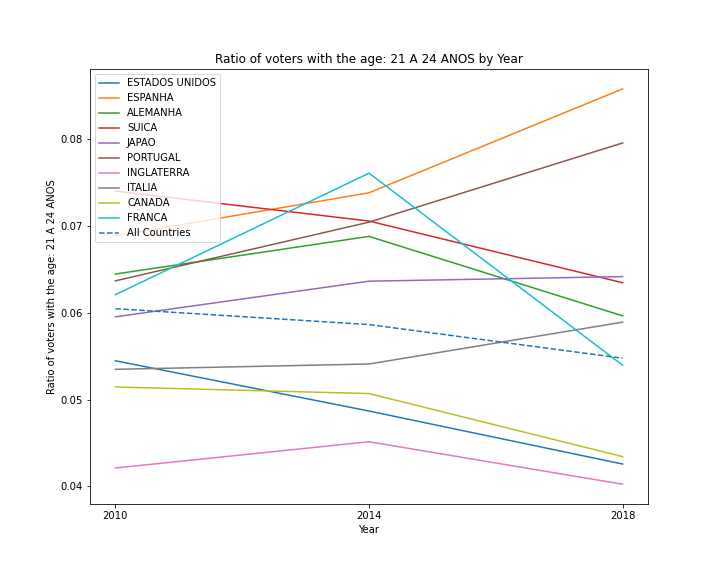 Ratio of voters with the age: 21 A 24 ANOS by Year
ESTADOS UNIDOS
ESPANHA
ALEMANHA
SUICA
JAPAO
PORTUGAL
INGLATERRA
ITALIA
CANADA
FRANCA
All Countries
Ratio of voters with the age: 21 A 24 ANOS
0.08
0.07
0.06
0.05
0.04
2010
2014
2018
Year